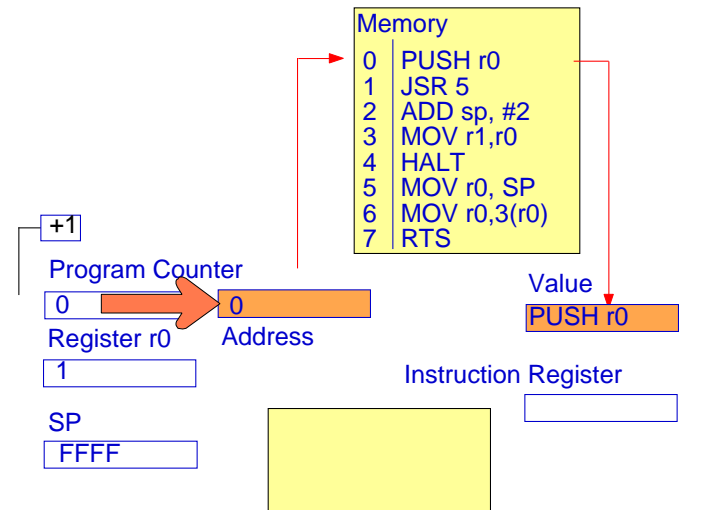 Memory
0 PUSH r0
1 JSR 5
2 ADD sp, #2
3 MOV r1,r0
4 HALT
5 MOV r0, SP
6 MOV r0,3(r0)
7 RTS
+1
Program Counter
0
0
Address
Value
PUSH r0
Register r0
1
Instruction Register
SP
FFFF